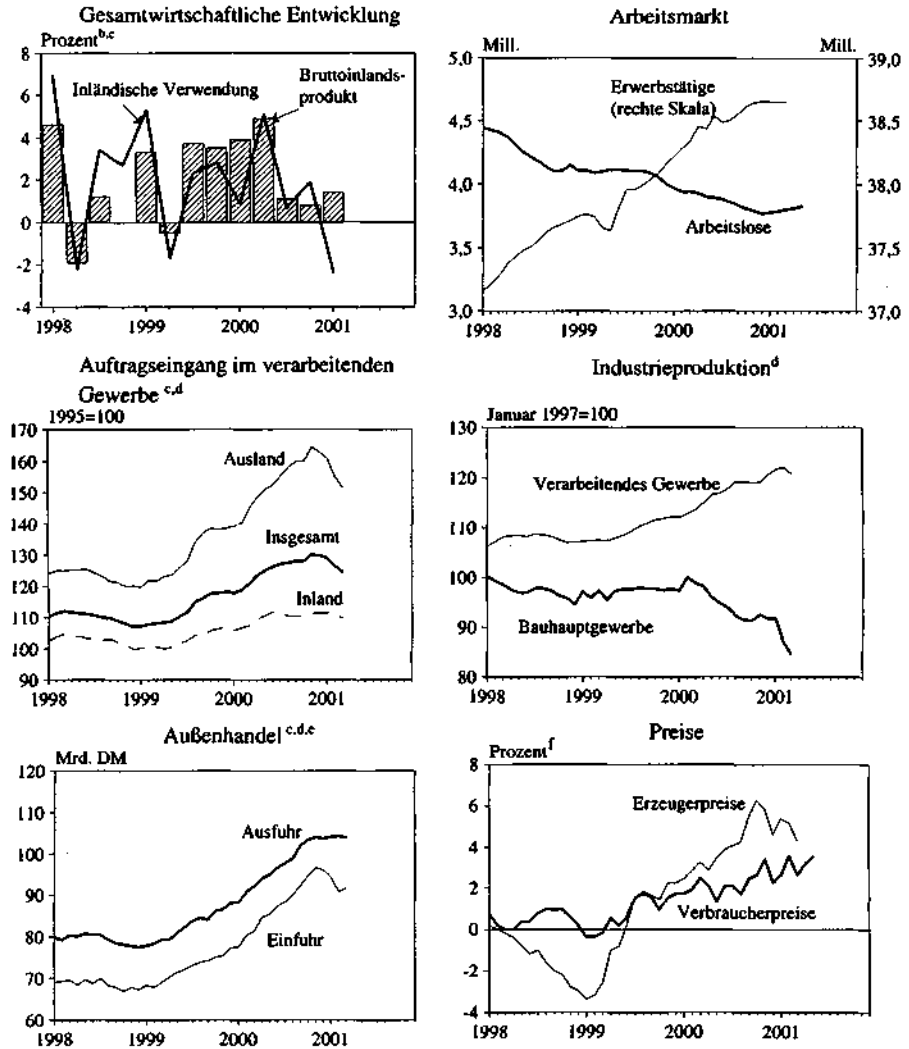 Gesamtwirtschaftliche Entwicklung
Prozent b,c
8
6
4
2
0
-2
-4
Inländische Verwendung
Bruttoinlands-
produkt
1998 1999 2000 2001
Arbeitsmarkt
Mill. Mill.
5,0
4,5
4,0
3,5
3,0
39,0
38,5
38,0
37,5
37,0
Erwerbstätige
(rechte Skala)
Arbeitslose
1998 1999 2000 2001
Auftragseingang im verarbeitenden
Gewerbe c,d
1995=100
170
160
150
140
130
120
110
100
90
Ausland
Insgesamt
Inland
1998 1999 2000 2001
Industrieproduktion d
Januar 1997=100
130
120
110
100
90
80
Verarbeitendes Gewerbe
Bauhauptgewerbe
1998 1999 2000 2001
Außenhandel c,d,e
Mrd. DM
120
110
100
90
80
70
60
Ausfuhr
Einfuhr
1998 1999 2000 2001
Preise
Prozent f
8
6
4
2
0
-2
-4
Erzeugerpreise
Verbraucherpreise
1998 1999 2000 2001